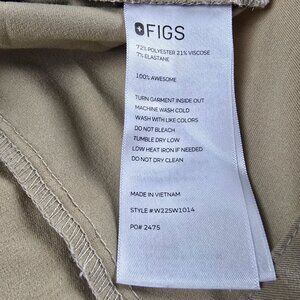 FIGS
72% POLYESTER 21% VISCOSE
7% ELASTANE
100% AWESOME
TURN GARMENT INSIDE OUT
MACHINE WASH COLD
WASH WITH LIKE COLORS
DO NOT BLEACH
TUMBLE DRY LOW
LOW HEAT IRON IF NEEDED
DO NOT DRY CLEAN
MADE IN VIETNAM
STYLE #:W22SW1014
PO# 2475